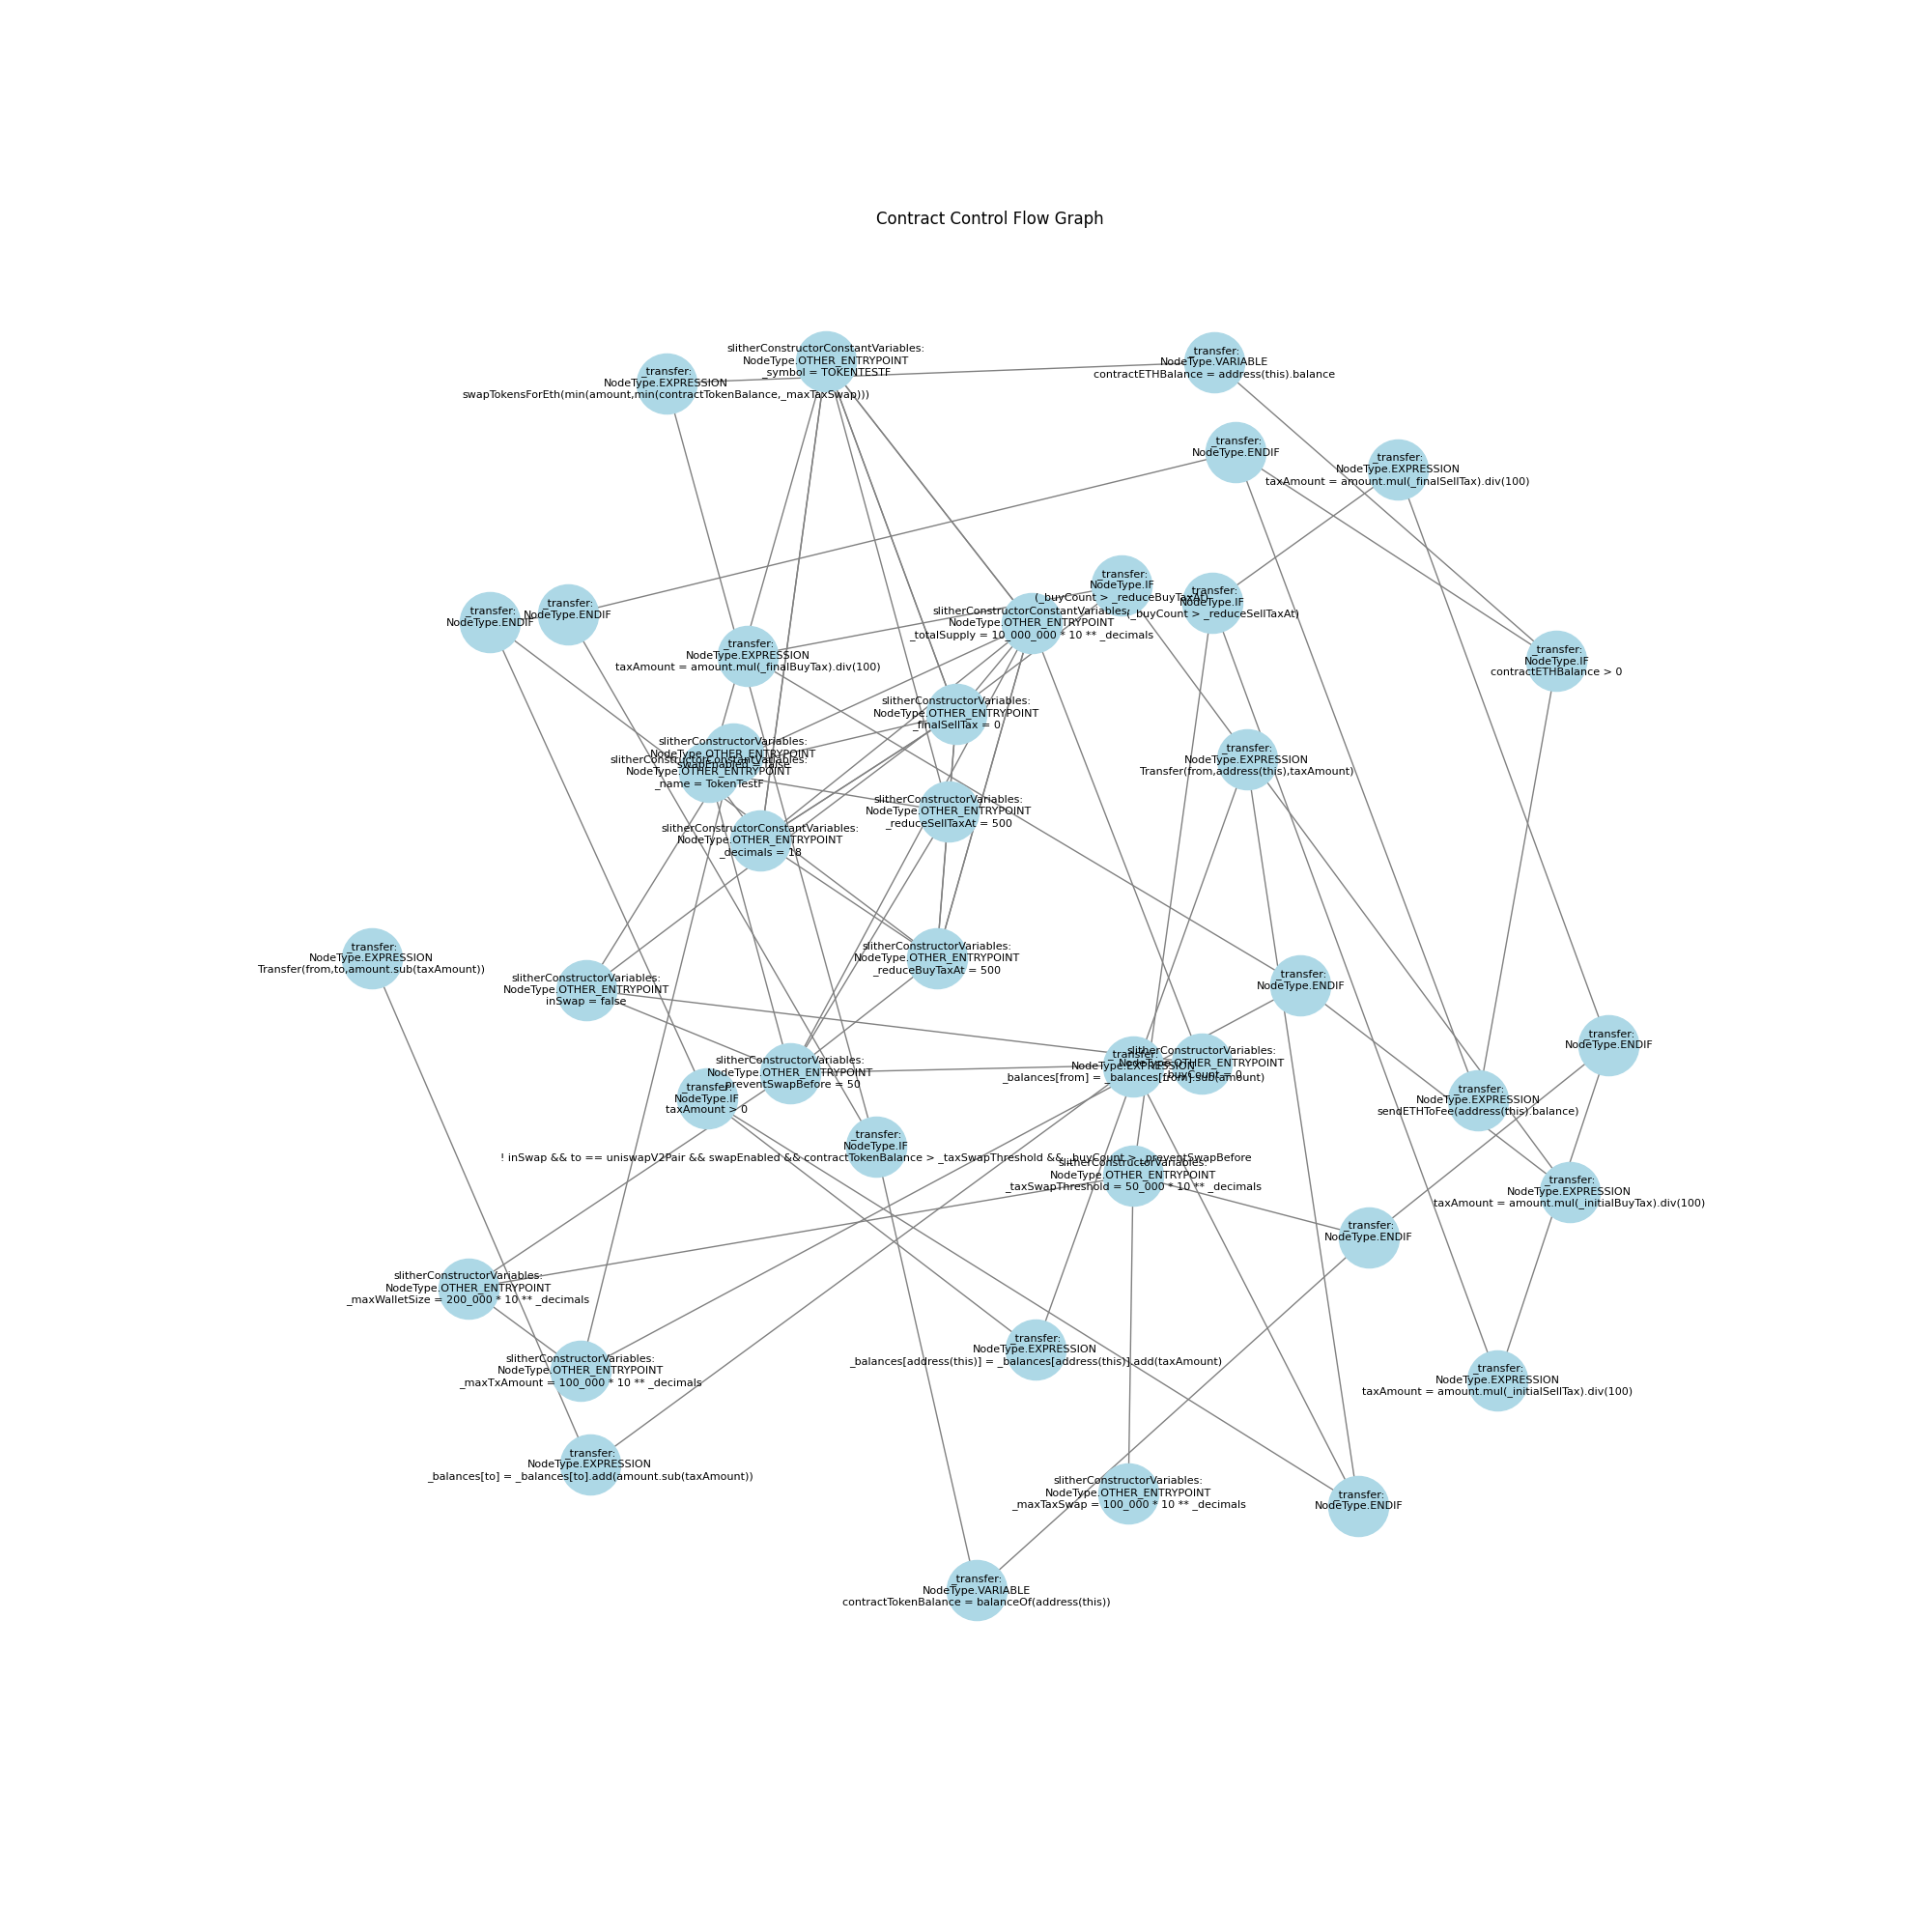 Contract Control Flow Graph
slitherConstructorConstantVariables:
NodeType.OTHER_ENTRYPOINT
_symbol = TOKENTESTF
_transfer:
NodeType.VARIABLE
contractETHBalance = address(this).balance
_transfer:
NodeType.EXPRESSION
swapTokensForEth(min(amount,min(contractTokenBalance,_maxTaxSwap)))
_transfer:
NodeType.ENDIF
_transfer:
NodeType.EXPRESSION
taxAmount = amount.mul(_finalSellTax).div(100)
_transfer:
NodeType.IF
(_buyCount > _reduceBuyTaxAt)
_transfer:
NodeType.IF
(_buyCount > _reduceSellTaxAt)
_transfer:
NodeType.ENDIF
_transfer:
NodeType.ENDIF
slitherConstructorConstantVariables:
NodeType.OTHER_ENTRYPOINT
_totalSupply = 10_000_000 * 10 ** _decimals
_transfer:
NodeType.EXPRESSION
taxAmount = amount.mul(_finalBuyTax).div(100)
_transfer:
NodeType.IF
contractETHBalance > 0
slitherConstructorVariables:
NodeType.OTHER_ENTRYPOINT
_finalSellTax = 0
slitherConstructorVariables:
NodeType.OTHER_ENTRYPOINT
swapEnabled = false
slitherConstructorConstantVariables:
NodeType.OTHER_ENTRYPOINT
_name = TokenTestF
_transfer:
NodeType.EXPRESSION
Transfer(from,address(this),taxAmount)
slitherConstructorVariables:
NodeType.OTHER_ENTRYPOINT
_reduceSellTaxAt = 500
slitherConstructorConstantVariables:
NodeType.OTHER_ENTRYPOINT
_decimals = 18
_transfer:
NodeType.EXPRESSION
Transfer(from,to,amount.sub(taxAmount))
slitherConstructorVariables:
NodeType.OTHER_ENTRYPOINT
_reduceBuyTaxAt = 500
slitherConstructorVariables:
NodeType.OTHER_ENTRYPOINT
inSwap = false
_transfer:
NodeType.ENDIF
_transfer:
NodeType.ENDIF
slitherConstructorVariables:
NodeType.OTHER_ENTRYPOINT
_buyCount = 0
_transfer:
NodeType.EXPRESSION
_balances[from] = _balances[from].sub(amount)
slitherConstructorVariables:
NodeType.OTHER_ENTRYPOINT
_preventSwapBefore = 50
_transfer:
NodeType.IF
taxAmount > 0
_transfer:
NodeType.EXPRESSION
sendETHToFee(address(this).balance)
_transfer:
NodeType.IF
! inSwap && to == uniswapV2Pair && swapEnabled && contractTokenBalance > _taxSwapThreshold && _buyCount > _preventSwapBefore
slitherConstructorVariables:
NodeType.OTHER_ENTRYPOINT
_taxSwapThreshold = 50_000 * 10 ** _decimals
_transfer:
NodeType.EXPRESSION
taxAmount = amount.mul(_initialBuyTax).div(100)
_transfer:
NodeType.ENDIF
slitherConstructorVariables:
NodeType.OTHER_ENTRYPOINT
_maxWalletSize = 200_000 * 10 ** _decimals
_transfer:
NodeType.EXPRESSION
_balances[address(this)] = _balances[address(this)].add(taxAmount)
slitherConstructorVariables:
NodeType.OTHER_ENTRYPOINT
_maxTxAmount = 100_000 * 10 ** _decimals
_transfer:
NodeType.EXPRESSION
taxAmount = amount.mul(_initialSellTax).div(100)
_transfer:
NodeType.EXPRESSION
_balances[to] = _balances[to].add(amount.sub(taxAmount))
slitherConstructorVariables:
NodeType.OTHER_ENTRYPOINT
_maxTaxSwap = 100_000 * 10 ** _decimals
_transfer:
NodeType.ENDIF
_transfer:
NodeType.VARIABLE
contractTokenBalance = balanceOf(address(this))